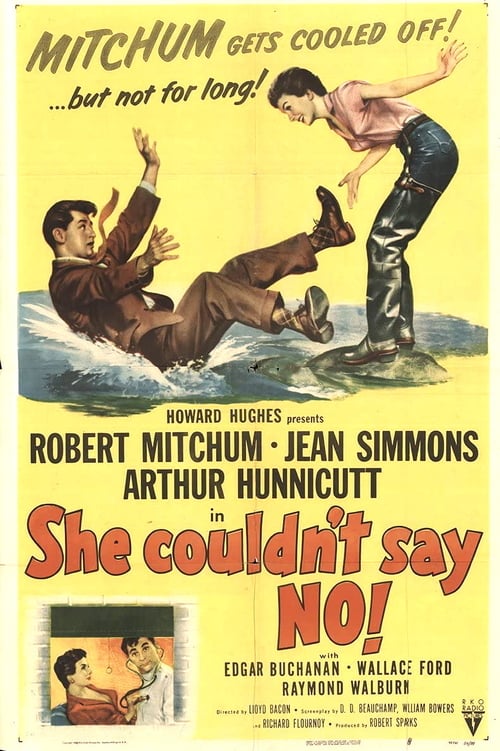 MITCHUM GETS COOLED OFF!
...but not for long!
HOWARD HUGHES presents
ROBERT MITCHUM · JEAN SIMMONS
ARTHUR HUNNICUTT
in
She couldn't say
NO!
with
EDGAR BUCHANAN · WALLACE FORD
RAYMOND WALBURN
Directed by LLOYD BACON · Screenplay by D. D. BEAUCHAMP, WILLIAM BOWERS
and RICHARD FLOURNOY · Produced by ROBERT SPARKS
RKO
RADIO